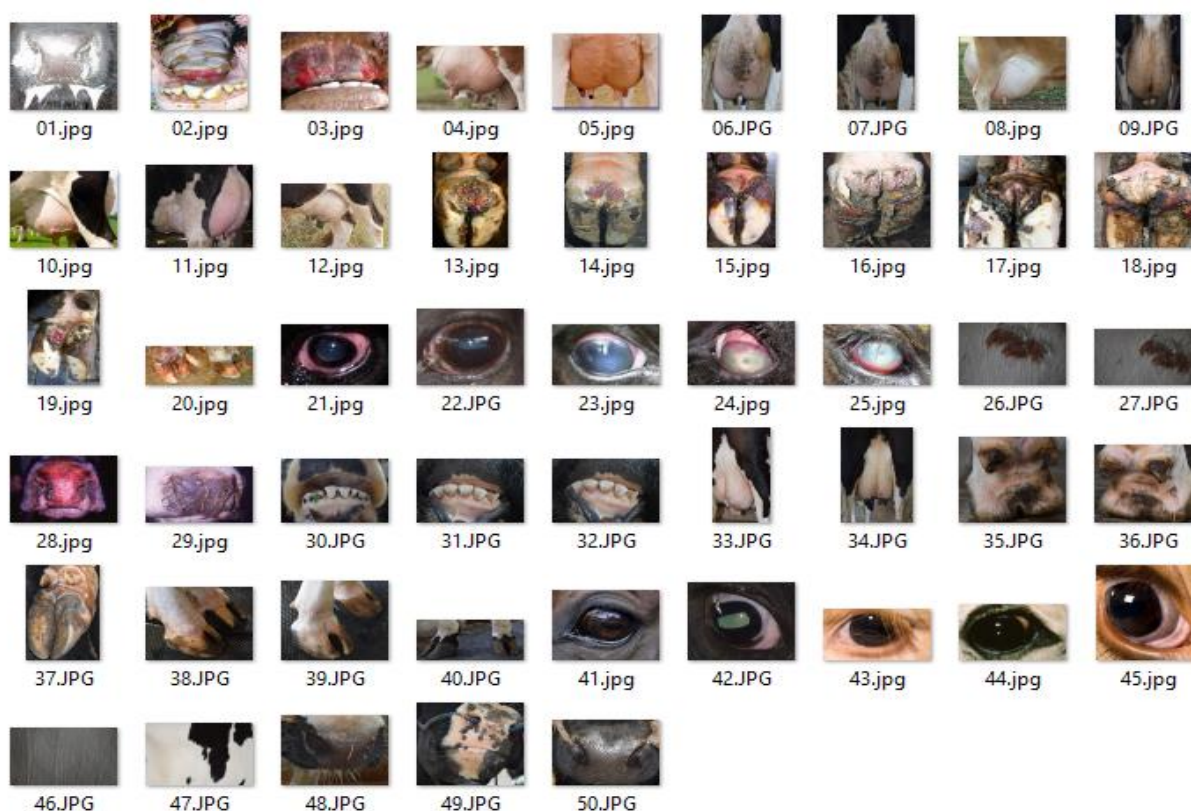 01.jpg 02.jpg 03.jpg 04.jpg 05.jpg 06.JPG 07.JPG 08.jpg 09.JPG
10.jpg 11.jpg 12.jpg 13.jpg 14.jpg 15.jpg 16.jpg 17.jpg 18.jpg
19.jpg 20.jpg 21.jpg 22.JPG 23.jpg 24.jpg 25.jpg 26.JPG 27.JPG
28.jpg 29.jpg 30.JPG 31.JPG 32.JPG 33.JPG 34.JPG 35.JPG 36.JPG
37.JPG 38.JPG 39.JPG 40.JPG 41.jpg 42.JPG 43.jpg 44.jpg 45.jpg
46.JPG 47.JPG 48.JPG 49.JPG 50.JPG